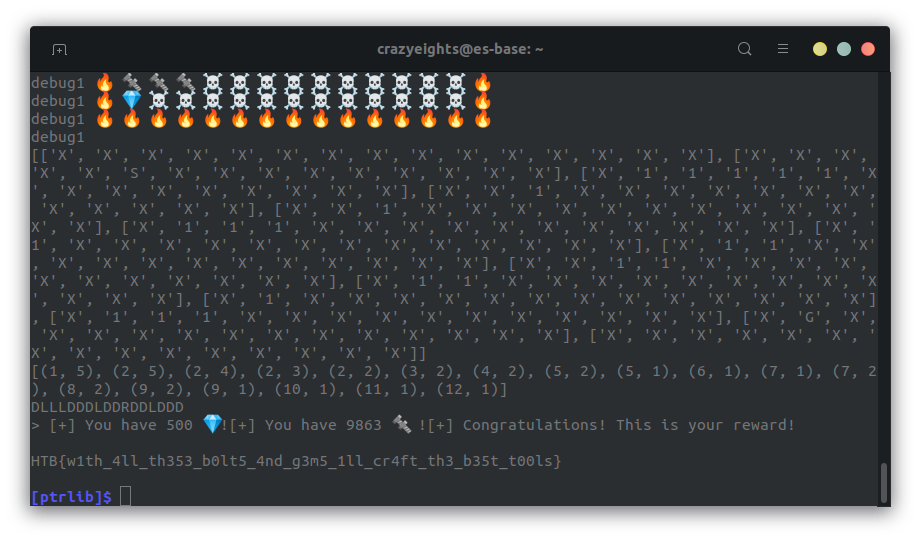 debug1 🔥 🔩 🔩 🔩 ☠ ☠ ☠ ☠ ☠ ☠ ☠ ☠ ☠ ☠ 🔥
debug1 🔥 💎 ☠ ☠ ☠ ☠ ☠ ☠ ☠ ☠ ☠ ☠ ☠ ☠ 🔥
debug1 🔥 🔥 🔥 🔥 🔥 🔥 🔥 🔥 🔥 🔥 🔥 🔥 🔥 🔥 🔥
debug1
[['X', 'X', 'X', 'X', 'X', 'X', 'X', 'X', 'X', 'X', 'X', 'X', 'X', 'X', 'X'], ['X', 'X', 'X', 
'X', 'X', 'S', 'X', 'X', 'X', 'X', 'X', 'X', 'X', 'X', 'X'], ['X', '1', '1', '1', '1', '1', 'X
', 'X', 'X', 'X', 'X', 'X', 'X', 'X', 'X'], ['X', 'X', '1', 'X', 'X', 'X', 'X', 'X', 'X', 'X',
 'X', 'X', 'X', 'X', 'X'], ['X', 'X', '1', 'X', 'X', 'X', 'X', 'X', 'X', 'X', 'X', 'X', 'X', '
X', 'X'], ['X', '1', '1', '1', 'X', 'X', 'X', 'X', 'X', 'X', 'X', 'X', 'X', 'X', 'X'], ['X', '
1', 'X', 'X', 'X', 'X', 'X', 'X', 'X', 'X', 'X', 'X', 'X', 'X', 'X'], ['X', '1', '1', 'X', 'X'
, 'X', 'X', 'X', 'X', 'X', 'X', 'X', 'X', 'X', 'X'], ['X', 'X', '1', '1', 'X', 'X', 'X', 'X', 
'X', 'X', 'X', 'X', 'X', 'X', 'X'], ['X', '1', '1', 'X', 'X', 'X', 'X', 'X', 'X', 'X', 'X', 'X
', 'X', 'X', 'X'], ['X', '1', 'X', 'X', 'X', 'X', 'X', 'X', 'X', 'X', 'X', 'X', 'X', 'X', 'X']
, ['X', '1', '1', '1', 'X', 'X', 'X', 'X', 'X', 'X', 'X', 'X', 'X', 'X', 'X'], ['X', 'G', 'X',
 'X', 'X', 'X', 'X', 'X', 'X', 'X', 'X', 'X', 'X', 'X', 'X'], ['X', 'X', 'X', 'X', 'X', 'X', '
X', 'X', 'X', 'X', 'X', 'X', 'X', 'X', 'X']]
[(1, 5), (2, 5), (2, 4), (2, 3), (2, 2), (3, 2), (4, 2), (5, 2), (5, 1), (6, 1), (7, 1), (7, 2
), (8, 2), (9, 2), (9, 1), (10, 1), (11, 1), (12, 1)]
DLLLDDDLDDRDDLDDD
> [+] You have 500 💎![+] You have 9863 🔩 ![+] Congratulations! This is your reward!
HTB{w1th_4ll_th353_b0lt5_4nd_g3m5_1ll_cr4ft_th3_b35t_t00ls}
[ptrlib]$